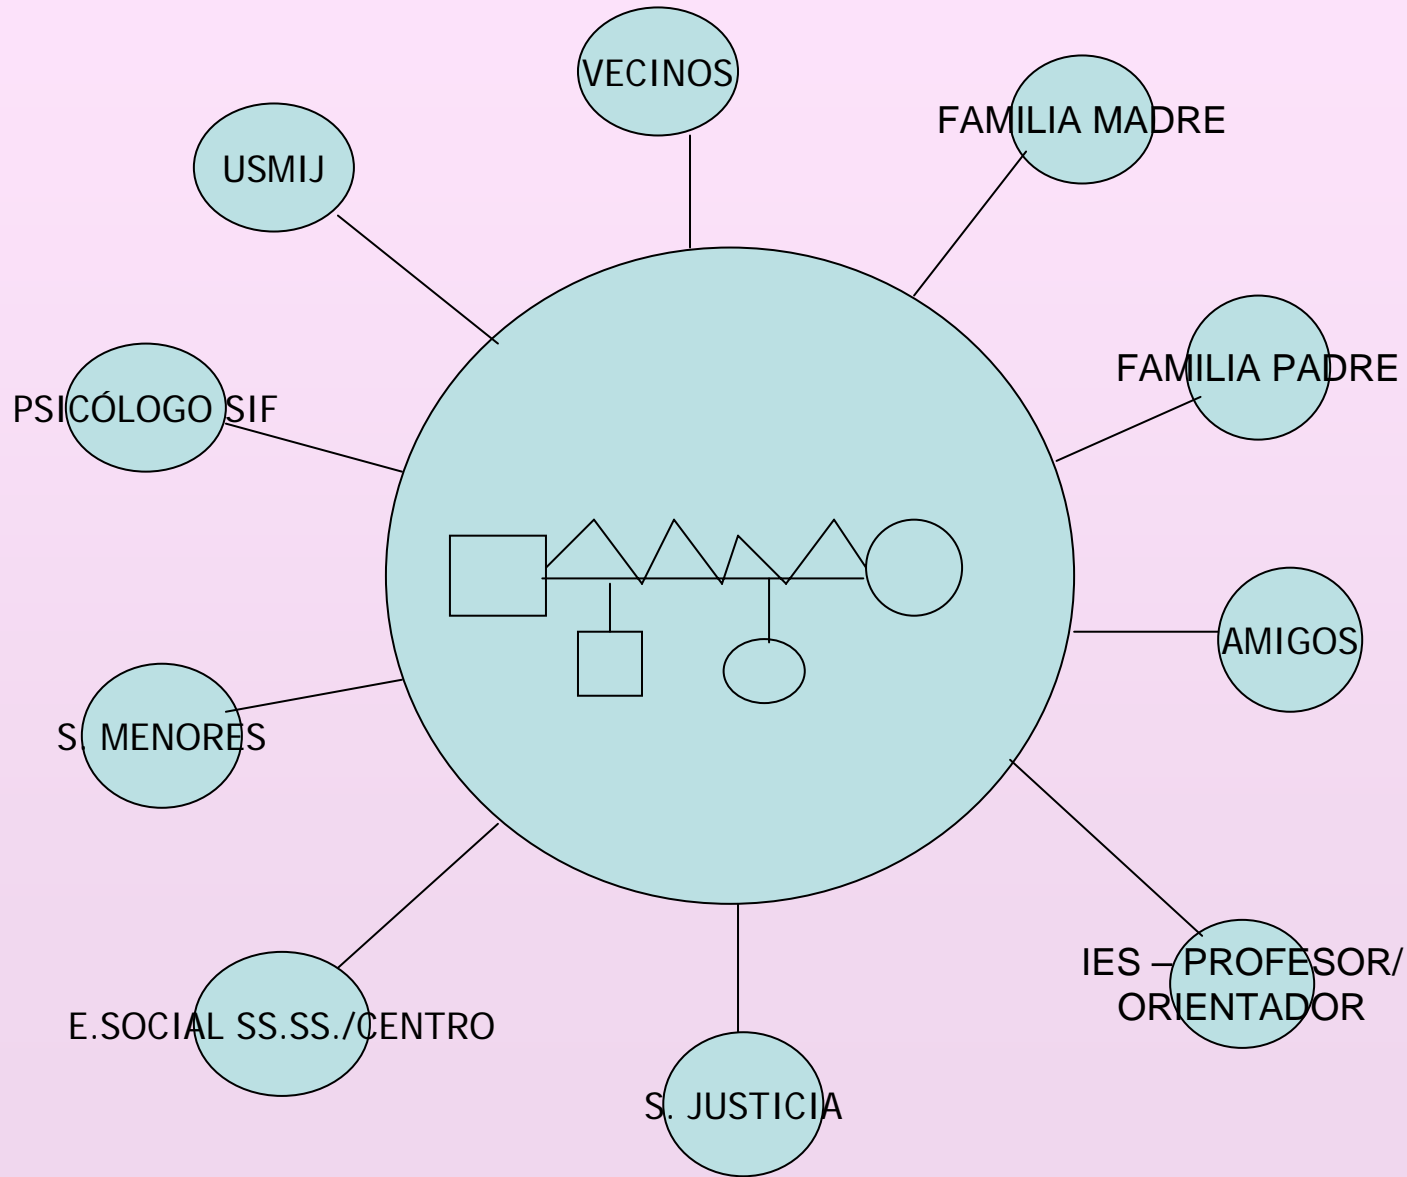 VECINOS
FAMILIA MADRE
USMIJ
FAMILIA PADRE
PSICÓLOGO SIF
AMIGOS
S. MENORES
IES – PROFESOR/
ORIENTADOR
E.SOCIAL SS.SS./CENTRO
S. JUSTICIA